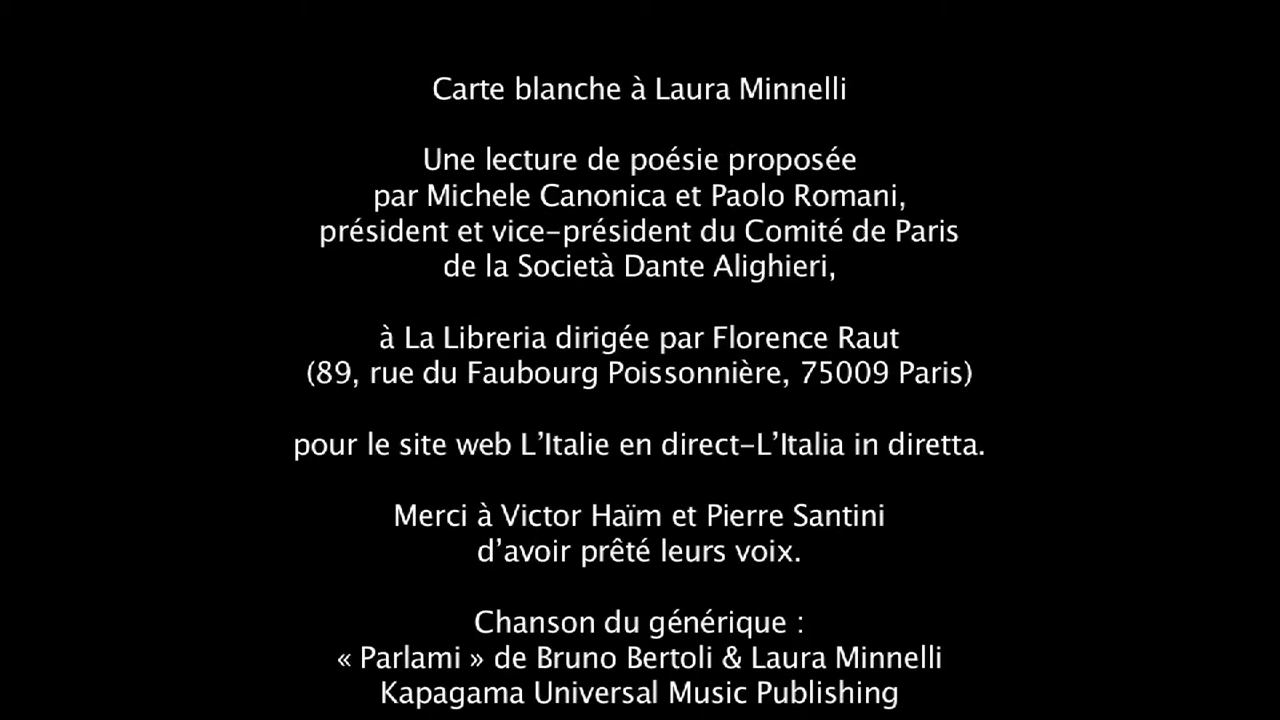 Carte blanche à Laura Minnelli
Une lecture de poésie proposée
par Michele Canonica et Paolo Romani,
président et vice-président du Comité de Paris
de la Società Dante Alighieri,
à La Libreria dirigée par Florence Raut
(89, rue du Faubourg Poissonnière, 75009 Paris)
pour le site web L’Italie en direct-L’Italia in diretta.
Merci à Victor Haïm et Pierre Santini
d’avoir prêté leurs voix.
Chanson du générique :
« Parlami » de Bruno Bertoli & Laura Minnelli
Kapagama Universal Music Publishing